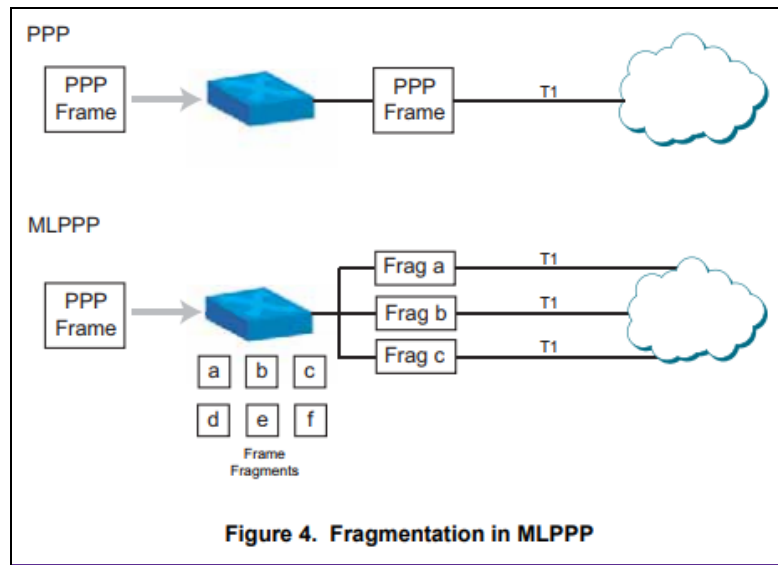 PPP
PPP
Frame
PPP
Frame
T1
MLPPP
PPP
Frame
Frag a
T1
Frag b
T1
Frag c
T1
a b c
d e f
Frame
Fragments
Figure 4. Fragmentation in MLPPP